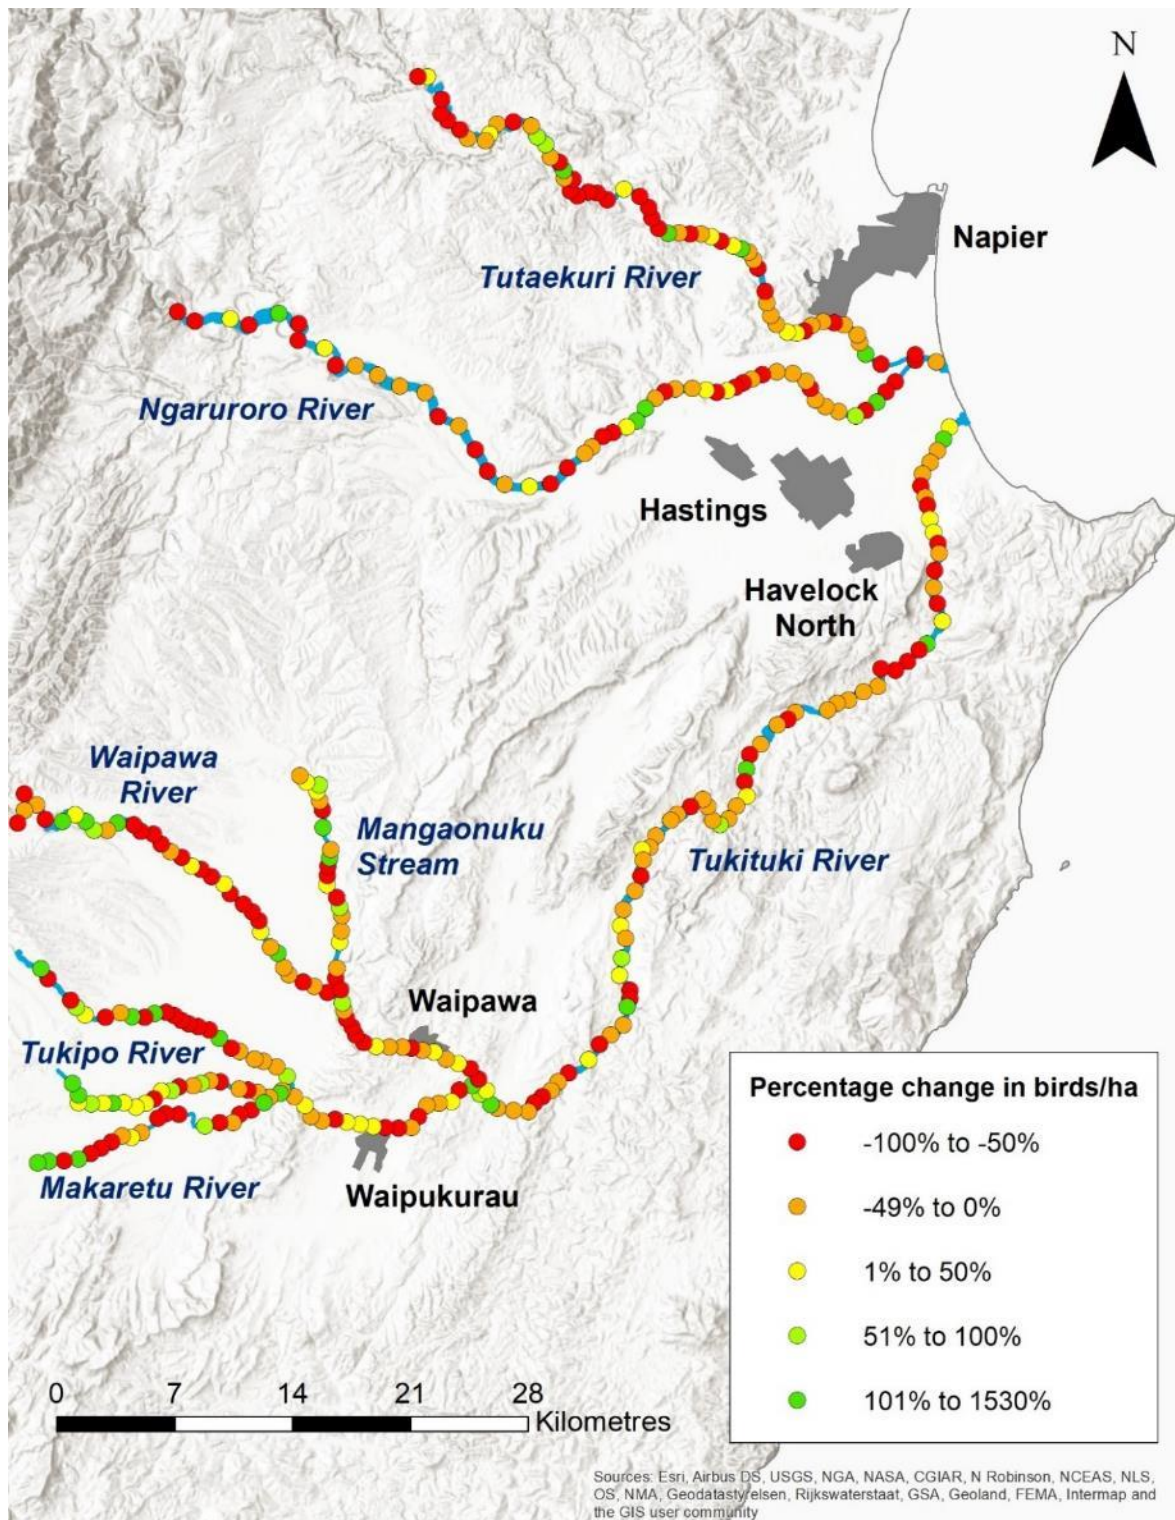 N
Napier
Tutaekuri River
Ngaruroro River
Hastings
Havelock
North
Waipawa
River
Mangaonuku
Stream
Tukituki River
Waipawa
Tukipo River
Makaretu River
Waipukurau
Percentage change in birds/ha
-100% to -50%
-49% to 0%
1% to 50%
51% to 100%
101% to 1530%
0 7 14 21 28
Kilometres
Sources: Esri, Airbus DS, USGS, NGA, NASA, CGIAR, N Robinson, NCEAS, NLS,
OS, NMA, Geodatastyrelsen, Rijkswaterstaat, GSA, Geoland, FEMA, Intermap and
the GIS user community